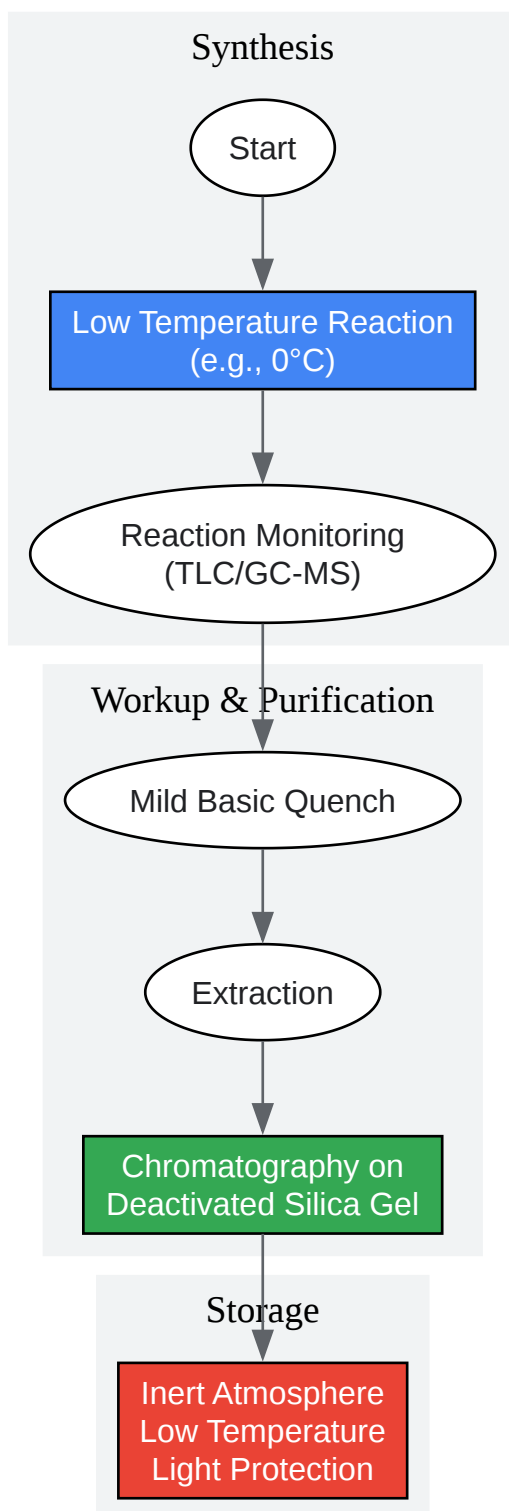 Synthesis
Start
Low Temperature Reaction
(e.g., 0°C)
Reaction Monitoring
(TLC/GC-MS)
Workup & Purification
Mild Basic Quench
Extraction
Chromatography on
Deactivated Silica Gel
Storage
Inert Atmosphere
Low Temperature
Light Protection